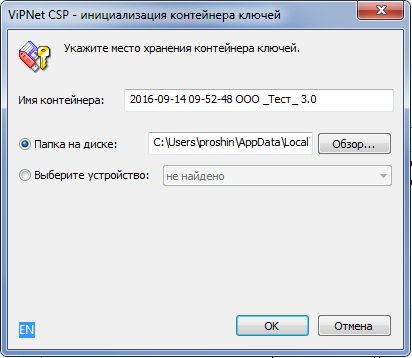 ViPNet CSP - инициализация контейнера ключей
Укажите место хранения контейнера ключей.
Имя контейнера: 2016-09-14 09-52-48 ООО _Тест_ 3.0
Папка на диске: C:\Users\proshin\AppData\Local\ Обзор...
Выберите устройство: не найдено
EN OK Отмена